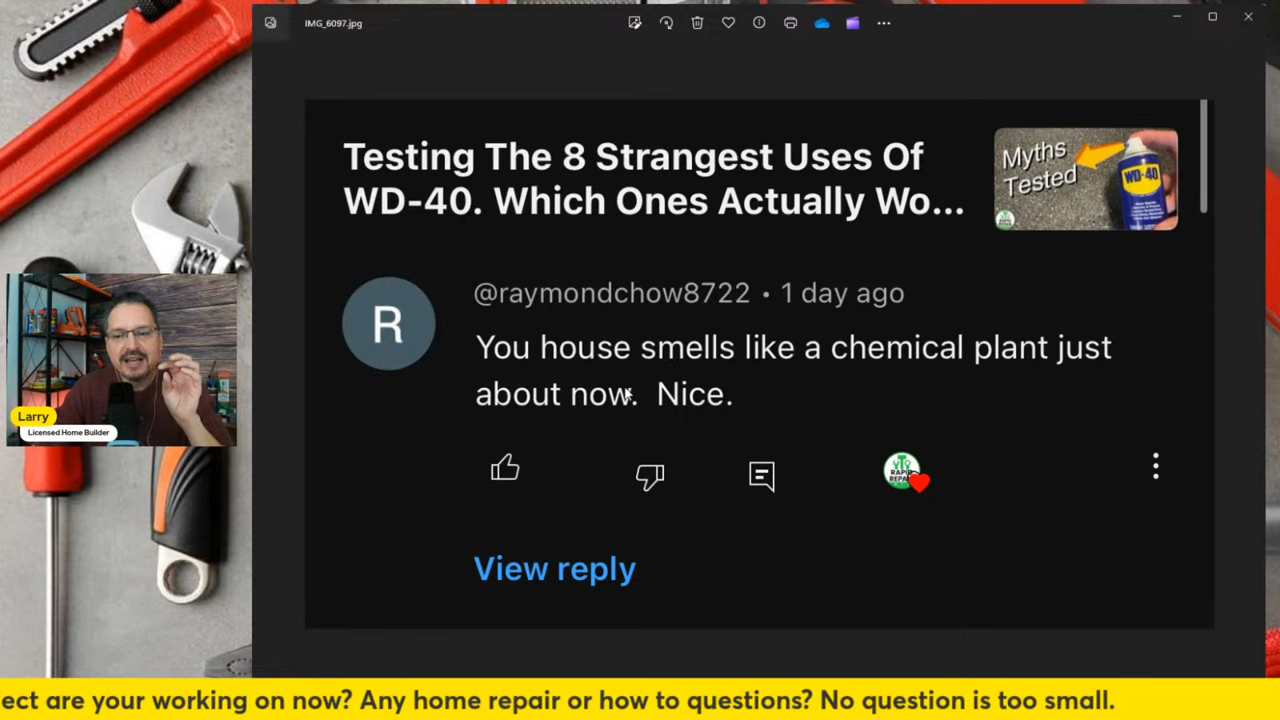 IMG_6097.jpg
Testing The 8 Strangest Uses Of
WD-40. Which Ones Actually Wo...
Myths
Tested
WD-40
R
@raymondchow8722 • 1 day ago
You house smells like a chemical plant just
about now. Nice.
RAPID
REPAIR
View reply
Larry
Licensed Home Builder
ect are your working on now? Any home repair or how to questions? No question is too small.